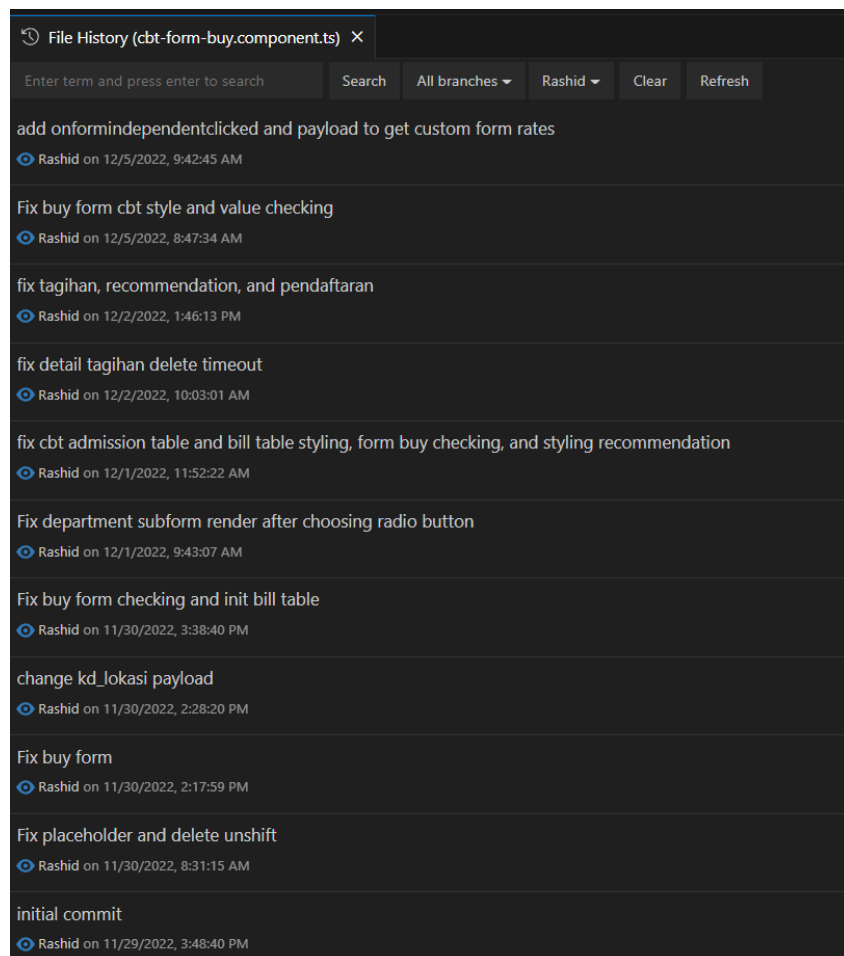 File History (cbt-form-buy.component.ts)
Enter term and press enter to search Search All branches Rashid Clear Refresh
add onformindependentclicked and payload to get custom form rates
Rashid on 12/5/2022, 9:42:45 AM
Fix buy form cbt style and value checking
Rashid on 12/5/2022, 8:47:34 AM
fix tagihan, recommendation, and pendaftaran
Rashid on 12/2/2022, 1:46:13 PM
fix detail tagihan delete timeout
Rashid on 12/2/2022, 10:03:01 AM
fix cbt admission table and bill table styling, form buy checking, and styling recommendation
Rashid on 12/1/2022, 11:52:22 AM
Fix department subform render after choosing radio button
Rashid on 12/1/2022, 9:43:07 AM
Fix buy form checking and init bill table
Rashid on 11/30/2022, 3:38:40 PM
change kd_lokasi payload
Rashid on 11/30/2022, 2:28:20 PM
Fix buy form
Rashid on 11/30/2022, 2:17:59 PM
Fix placeholder and delete unshift
Rashid on 11/30/2022, 8:31:15 AM
initial commit
Rashid on 11/29/2022, 3:48:40 PM